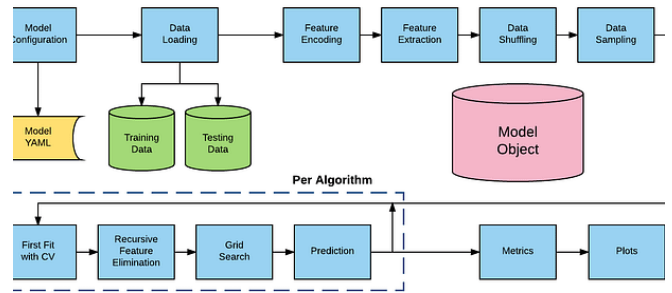 Model
Configuration
Data
Loading
Feature
Encoding
Feature
Extraction
Data
Shuffling
Data
Sampling
Model
YAML
Training
Data
Testing
Data
Model
Object
Per Algorithm
First Fit
with CV
Recursive
Feature
Elimination
Grid
Search
Prediction
Metrics
Plots